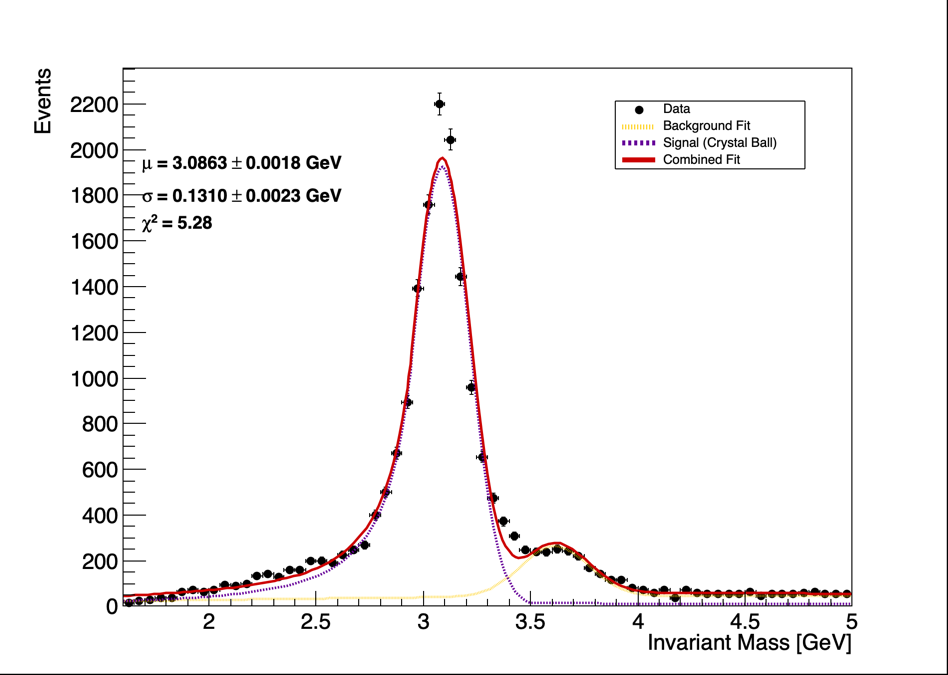 Events
2200
2000
1800
1600
1400
1200
1000
800
600
400
200
0
μ = 3.0863 ± 0.0018 GeV
σ = 0.1310 ± 0.0023 GeV
χ² = 5.28
Data
Background Fit
Signal (Crystal Ball)
Combined Fit
2 2.5 3 3.5 4 4.5 5
Invariant Mass [GeV]